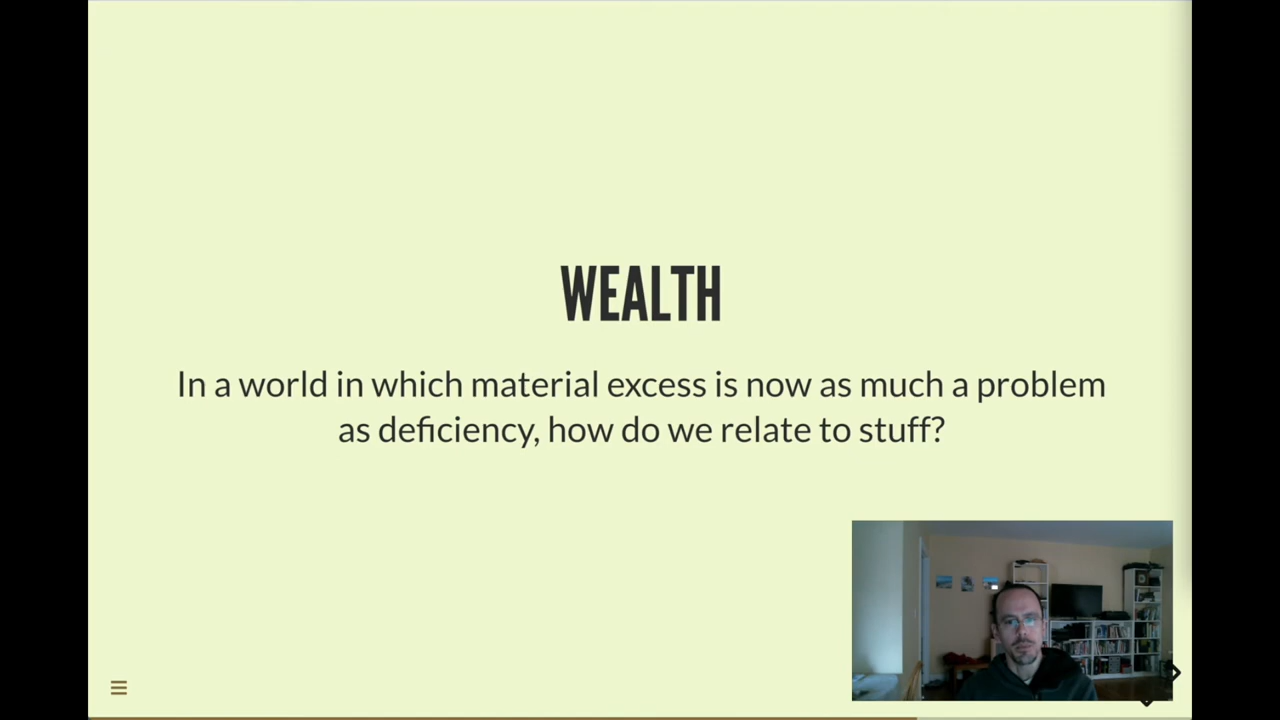 WEALTH
In a world in which material excess is now as much a problem
as deficiency, how do we relate to stuff?